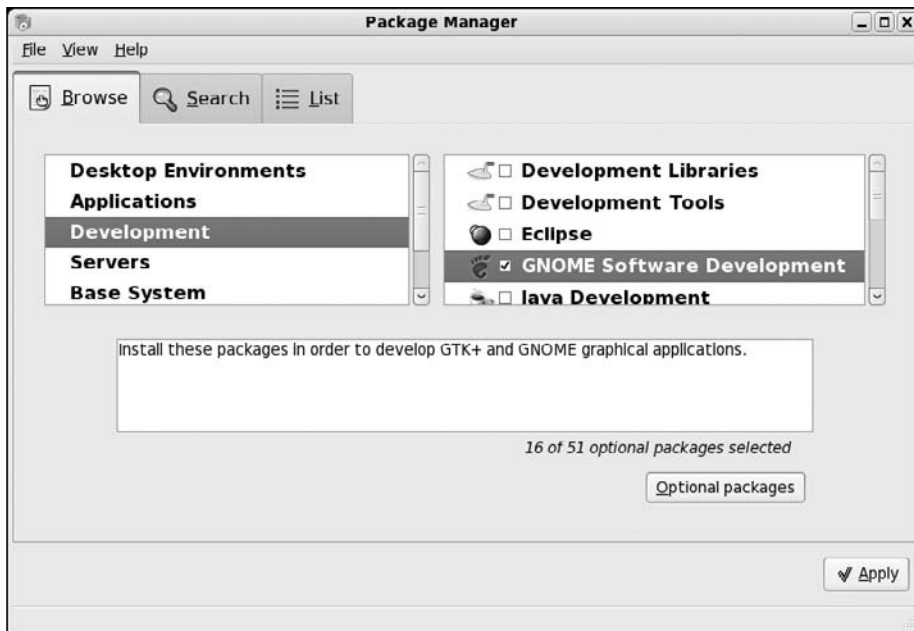 Package Manager
File View Help
Browse Search List
Desktop Environments
Applications
Development
Servers
Base System
Development Libraries
Development Tools
Eclipse
GNOME Software Development
Java Development
Install these packages in order to develop GTK+ and GNOME graphical applications.
16 of 51 optional packages selected
Optional packages
Apply